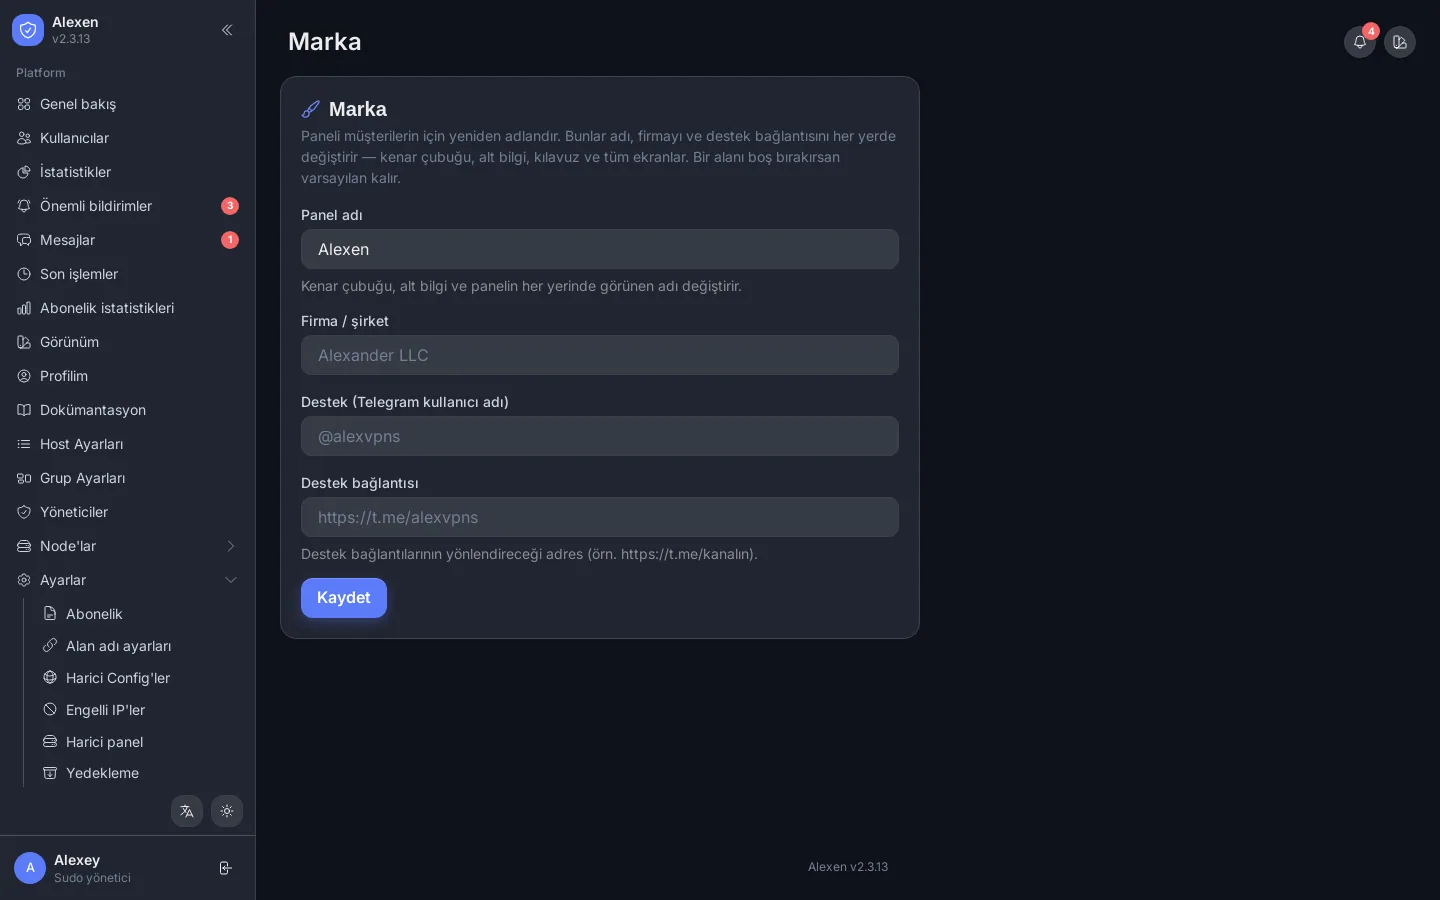 Alexen
v2.3.13
Platform
Genel bakış
Kullanıcılar
İstatistikler
Önemli bildirimler
3
Mesajlar
1
Son işlemler
Abonelik istatistikleri
Görünüm
Profilim
Dokümantasyon
Host Ayarları
Grup Ayarları
Yöneticiler
Node'lar
Ayarlar
Abonelik
Alan adı ayarları
Harici Config'ler
Engelli IP'ler
Harici panel
Yedekleme
A
Alexey
Sudo yönetici
Marka
4
Marka
Paneli müşterilerin için yeniden adlandır. Bunlar adı, firmayı ve destek bağlantısını her yerde
değiştirir — kenar çubuğu, alt bilgi, kılavuz ve tüm ekranlar. Bir alanı boş bırakırsan
varsayılan kalır.
Panel adı
Alexen
Kenar çubuğu, alt bilgi ve panelin her yerinde görünen adı değiştirir.
Firma / şirket
Alexander LLC
Destek (Telegram kullanıcı adı)
@alexvpns
Destek bağlantısı
https://t.me/alexvpns
Destek bağlantılarının yönlendireceği adres (örn. https://t.me/kanalın).
Kaydet
Alexen v2.3.13